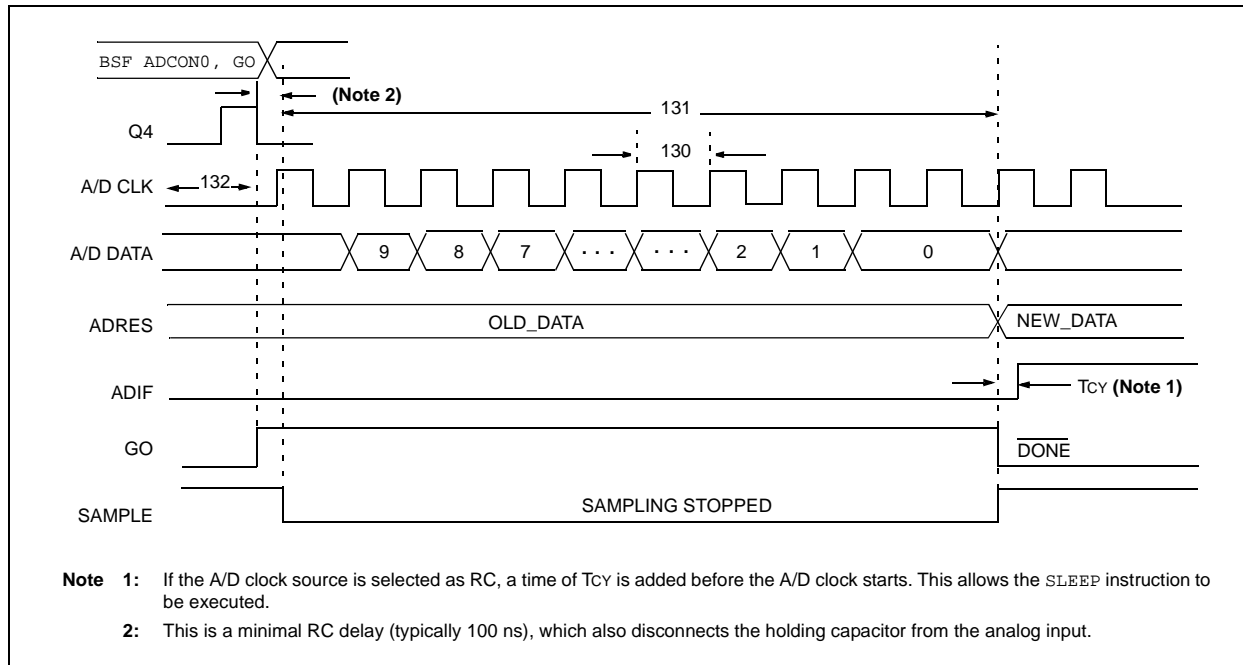 BSF ADCON0, GO
(Note 2)
131
Q4
130
A/D CLK
132
A/D DATA
9 8 7 . . . . . . 2 1 0
ADRES
OLD_DATA
NEW_DATA
ADIF
TCY (Note 1)
GO
DONE
SAMPLE
SAMPLING STOPPED
Note 1: If the A/D clock source is selected as RC, a time of TCY is added before the A/D clock starts. This allows the SLEEP instruction to
be executed.
2: This is a minimal RC delay (typically 100 ns), which also disconnects the holding capacitor from the analog input.